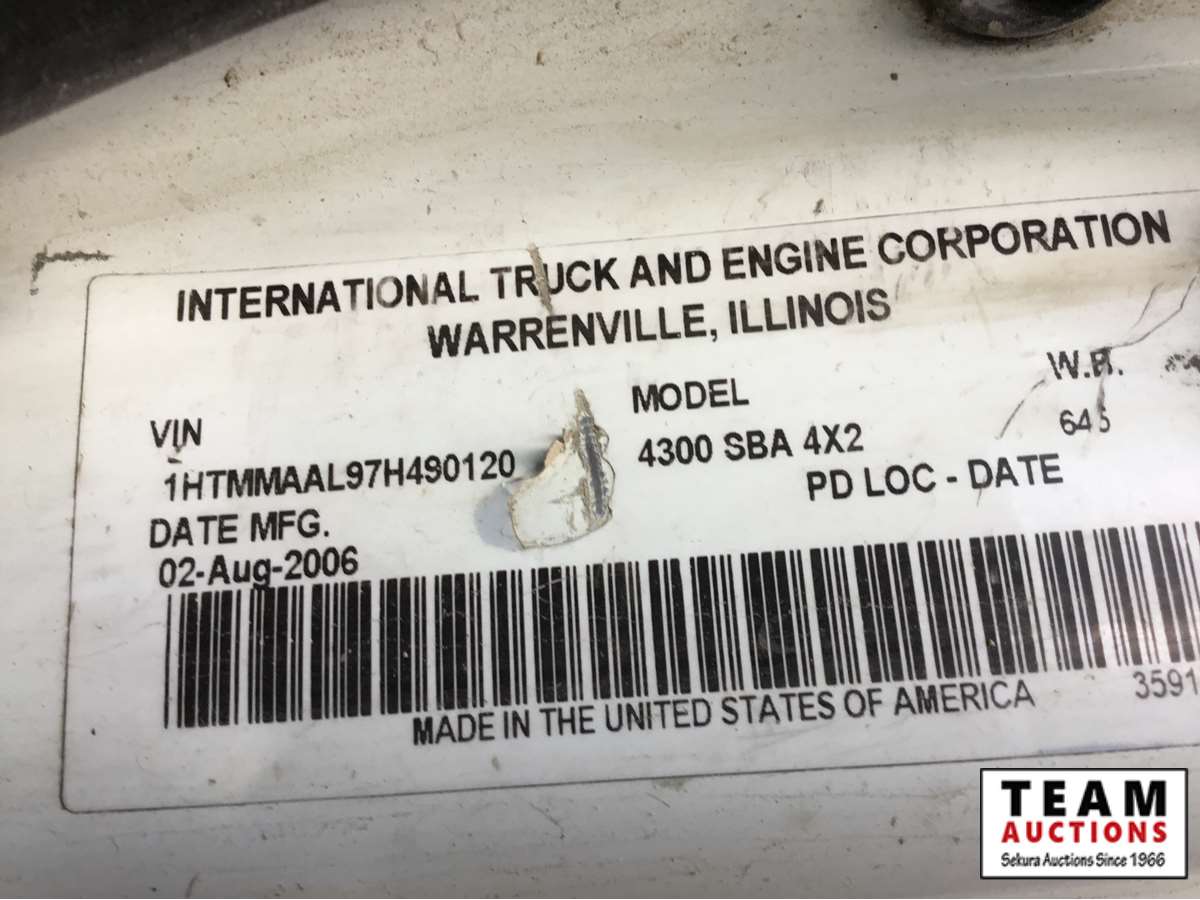 INTERNATIONAL TRUCK AND ENGINE CORPORATION
WARRENVILLE, ILLINOIS
VIN MODEL W.B.
1HTMMAAL97H490120 4300 SBA 4X2 645
DATE MFG. PD LOC - DATE
02-Aug-2006
MADE IN THE UNITED STATES OF AMERICA 3591
TEAM
AUCTIONS
Sekura Auctions Since 1966